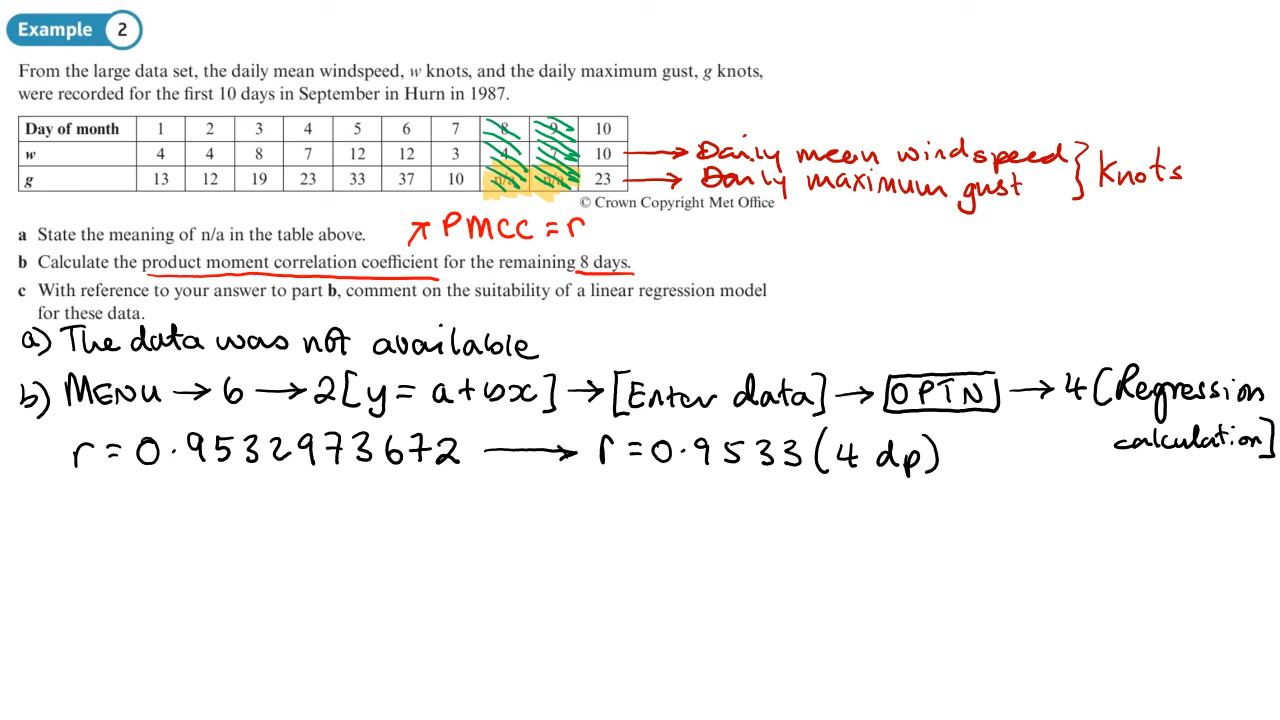 Example 2
From the large data set, the daily mean windspeed, w knots, and the daily maximum gust, g knots,
were recorded for the first 10 days in September in Hurn in 1987.
Day of month 1 2 3 4 5 6 7 8 9 10
w 4 4 8 7 12 12 3 4 7 10 → Daily mean windspeed
g 13 12 19 23 33 37 10 n/a n/a 23 → Daily maximum gust } Knots
© Crown Copyright Met Office
a State the meaning of n/a in the table above. PMCC = r
b Calculate the product moment correlation coefficient for the remaining 8 days.
c With reference to your answer to part b, comment on the suitability of a linear regression model
for these data.
a) The data was not available
b) MENU → 6 → 2[y = a + bx] → [Enter data] → OPTN → 4 [Regression calculation]
r = 0.9532973672 → r = 0.9533 (4 dp)